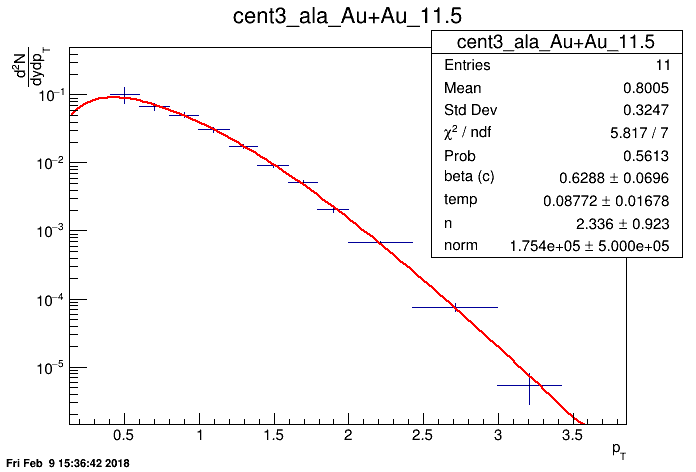 cent3_ala_Au+Au_11.5
cent3_ala_Au+Au_11.5
Entries 11
Mean 0.8005
Std Dev 0.3247
χ² / ndf 5.817 / 7
Prob 0.5613
beta (c) 0.6288 ± 0.0696
temp 0.08772 ± 0.01678
n 2.336 ± 0.923
norm 1.754e+05 ± 5.000e+05
d²N
dydp_T
10⁻¹
10⁻²
10⁻³
10⁻⁴
10⁻⁵
0.5 1 1.5 2 2.5 3 3.5
p_T
Fri Feb 9 15:36:42 2018